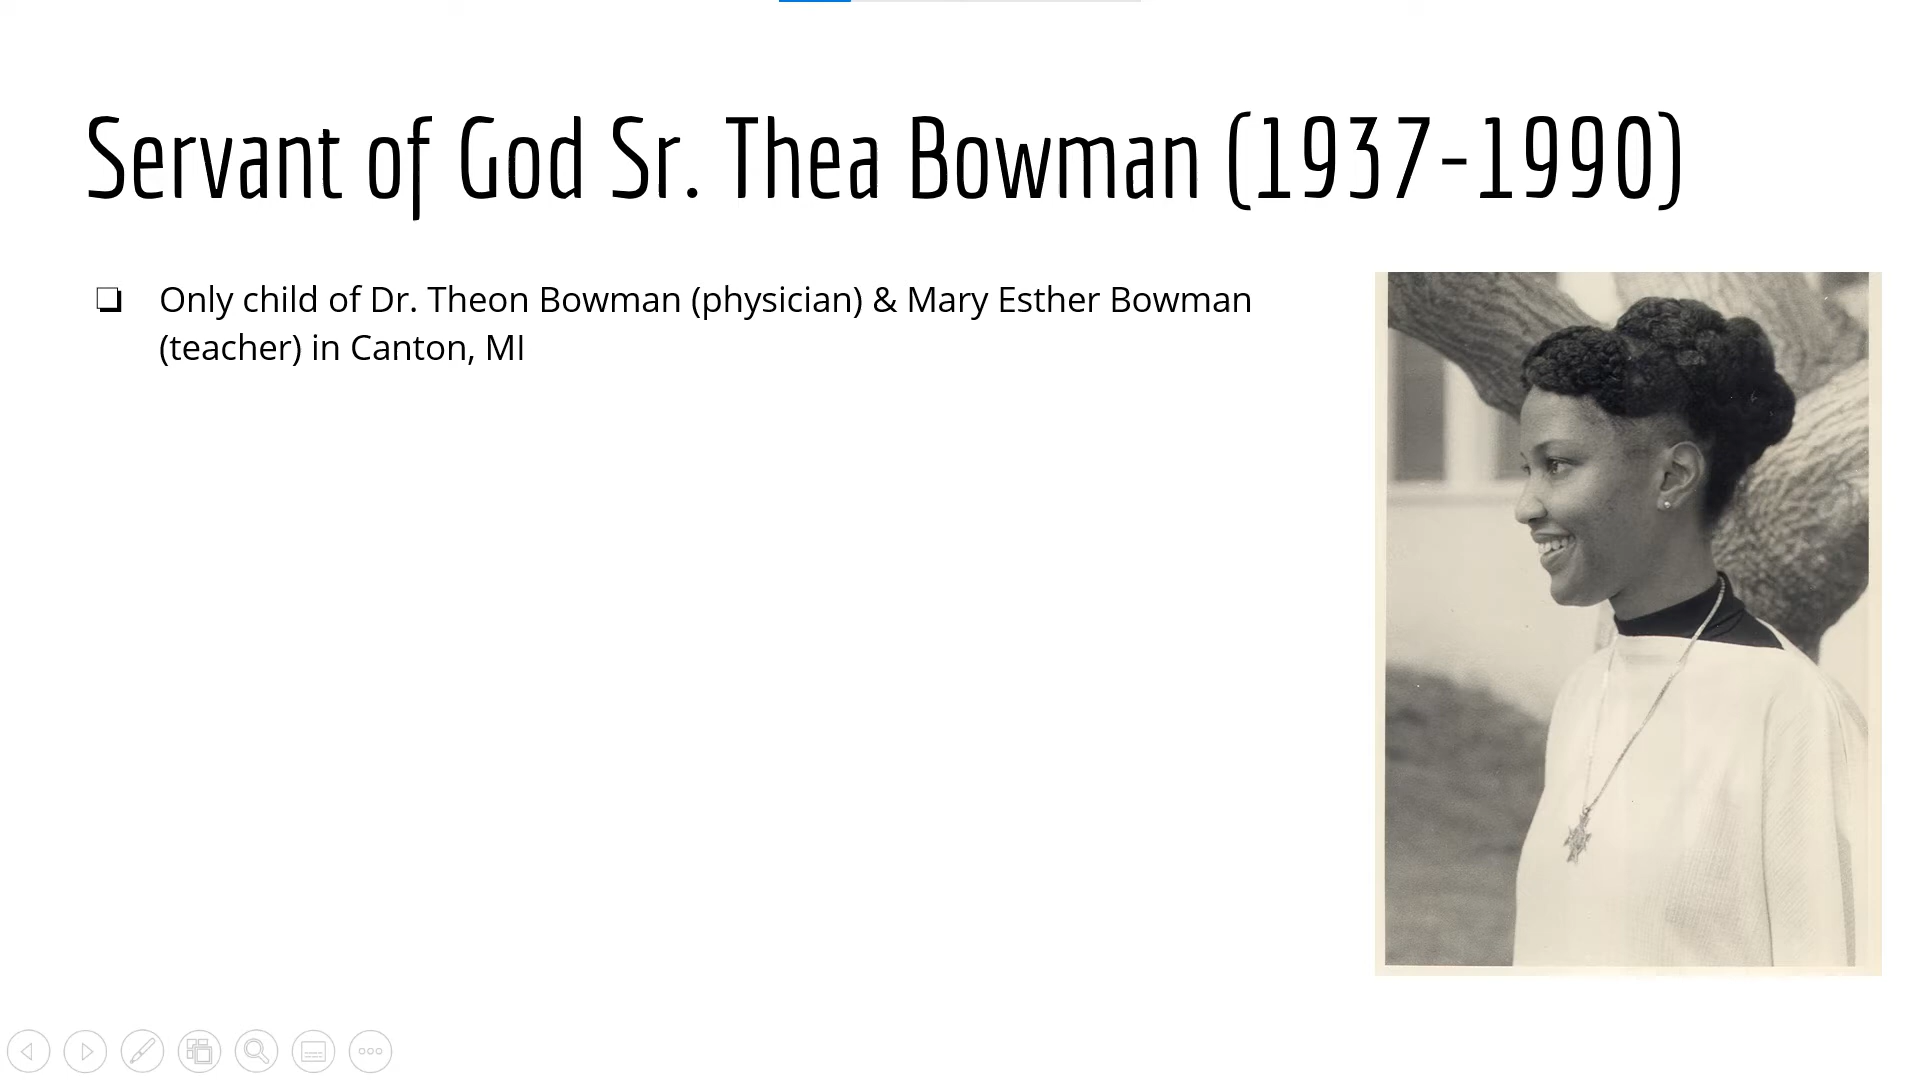 Servant of God Sr. Thea Bowman (1937-1990)
❏ Only child of Dr. Theon Bowman (physician) & Mary Esther Bowman
(teacher) in Canton, MI